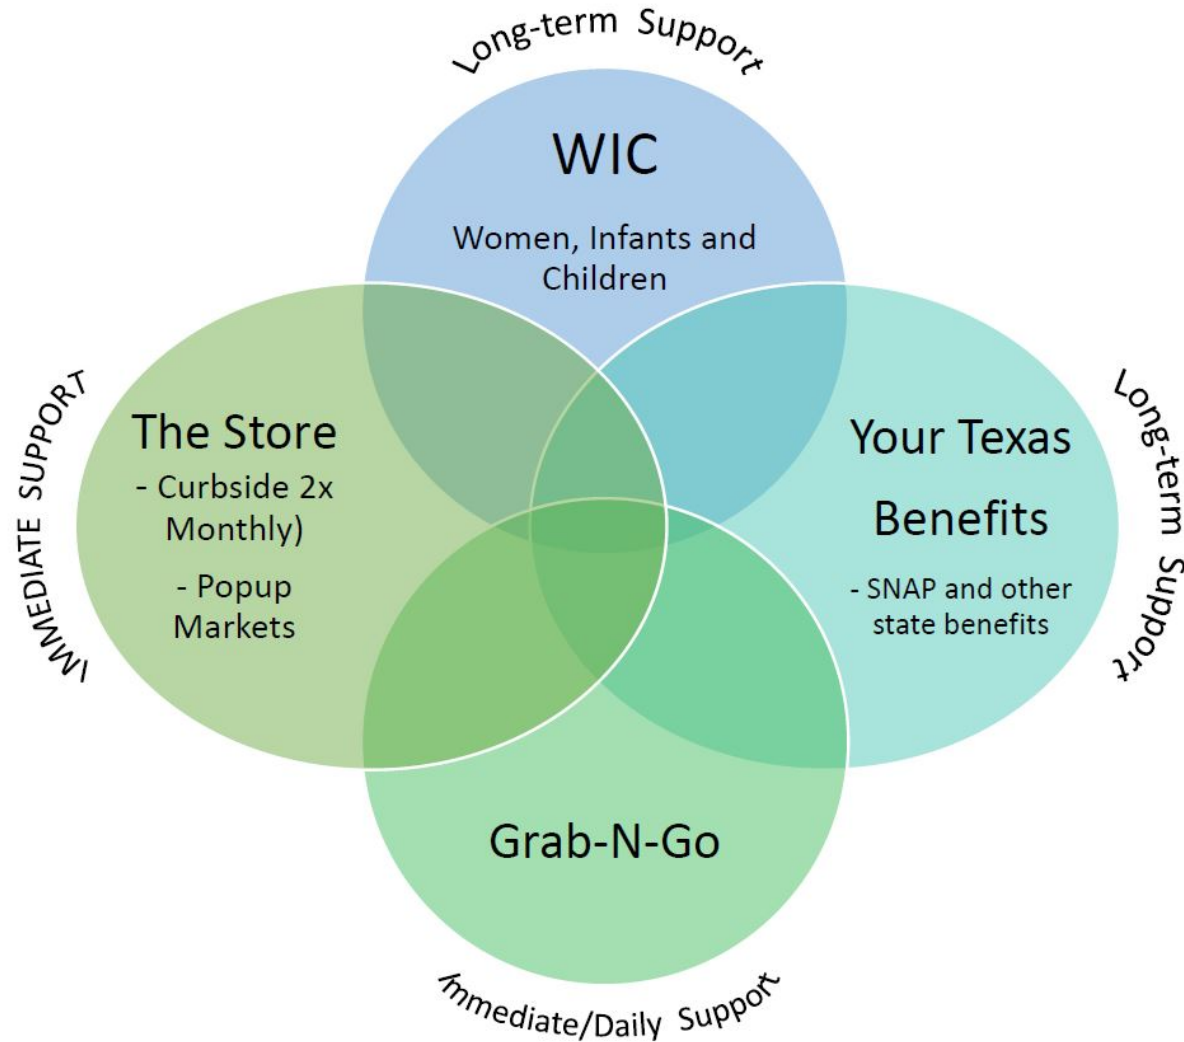 Long-term Support
WIC
Women, Infants and
Children
IMMEDIATE SUPPORT
The Store
- Curbside 2x
Monthly)
- Popup
Markets
Your Texas
Benefits
- SNAP and other
state benefits
Long-term Support
Grab-N-Go
Immediate/Daily Support